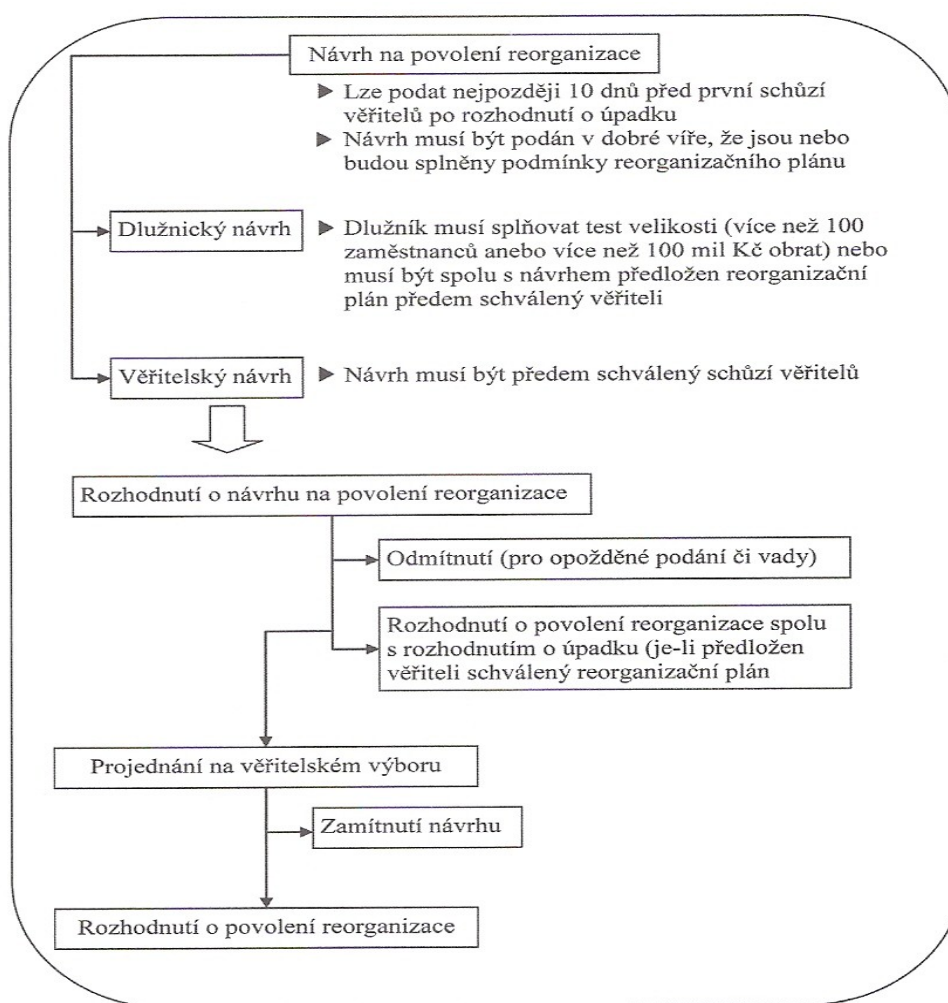 Návrh na povolení reorganizace
▶ Lze podat nejpozději 10 dnů před první schůzí
věřitelů po rozhodnutí o úpadku
▶ Návrh musí být podán v dobré víře, že jsou nebo
budou splněny podmínky reorganizačního plánu
Dlužnický návrh
▶ Dlužník musí splňovat test velikosti (více než 100
zaměstnanců anebo více než 100 mil Kč obrat) nebo
musí být spolu s návrhem předložen reorganizační
plán předem schválený věřiteli
Věřitelský návrh
▶ Návrh musí být předem schválený schůzí věřitelů
Rozhodnutí o návrhu na povolení reorganizace
Odmítnutí (pro opožděné podání či vady)
Rozhodnutí o povolení reorganizace spolu
s rozhodnutím o úpadku (je-li předložen
věřiteli schválený reorganizační plán
Projednání na věřitelském výboru
Zamítnutí návrhu
Rozhodnutí o povolení reorganizace